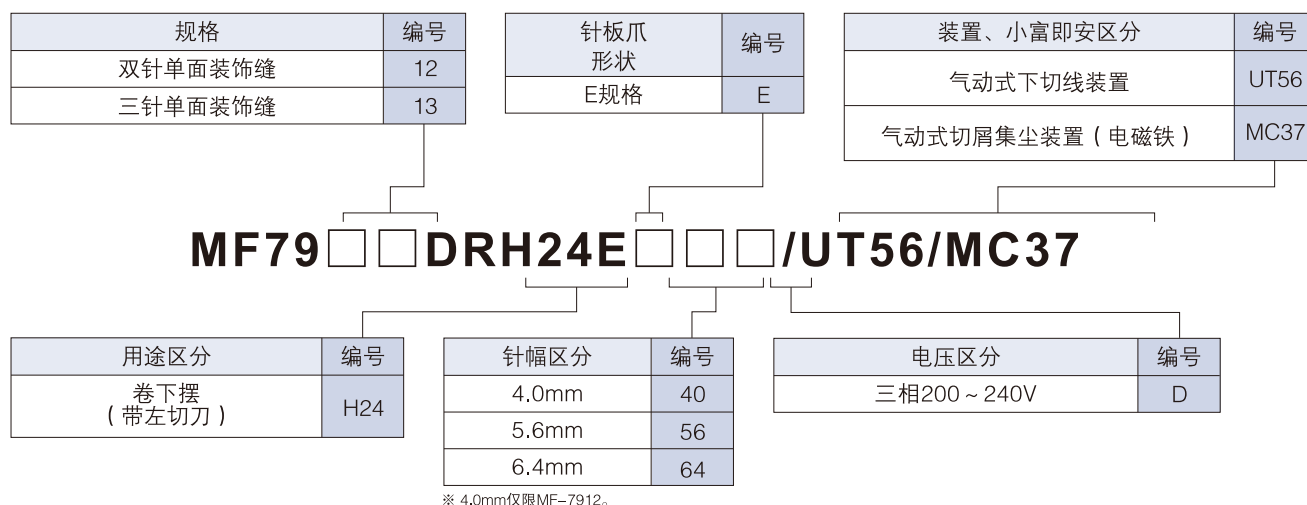 规格 编号
双针单面装饰缝 12
三针单面装饰缝 13
针板爪
形状
编号
E规格 E
装置、小富即安区分 编号
气动式下切线装置 UT56
气动式切屑集尘装置（电磁铁） MC37
MF79□□DRH24E□□□/UT56/MC37
用途区分 编号
卷下摆
（带左切刀）
H24
针幅区分 编号
4.0mm 40
5.6mm 56
6.4mm 64
※ 4.0mm仅限MF-7912。
电压区分 编号
三相200～240V D